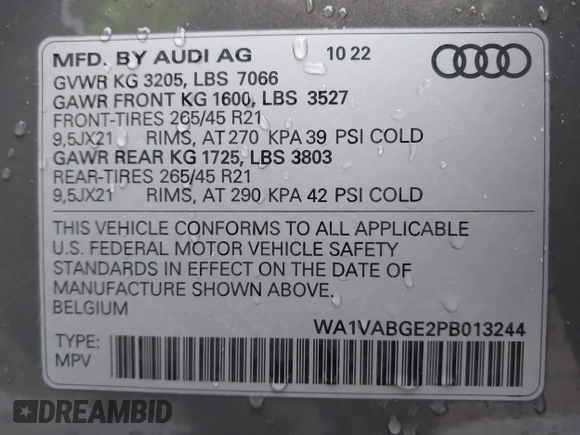 MFD. BY AUDI AG 10 22
GVWR KG 3205, LBS 7066
GAWR FRONT KG 1600, LBS 3527
FRONT-TIRES 265/45 R21
9,5JX21 RIMS, AT 270 KPA 39 PSI COLD
GAWR REAR KG 1725, LBS 3803
REAR-TIRES 265/45 R21
9,5JX21 RIMS, AT 290 KPA 42 PSI COLD
THIS VEHICLE CONFORMS TO ALL APPLICABLE
U.S. FEDERAL MOTOR VEHICLE SAFETY
STANDARDS IN EFFECT ON THE DATE OF
MANUFACTURE SHOWN ABOVE.
BELGIUM
WA1VABGE2PB013244
TYPE:
MPV
DREAMBID